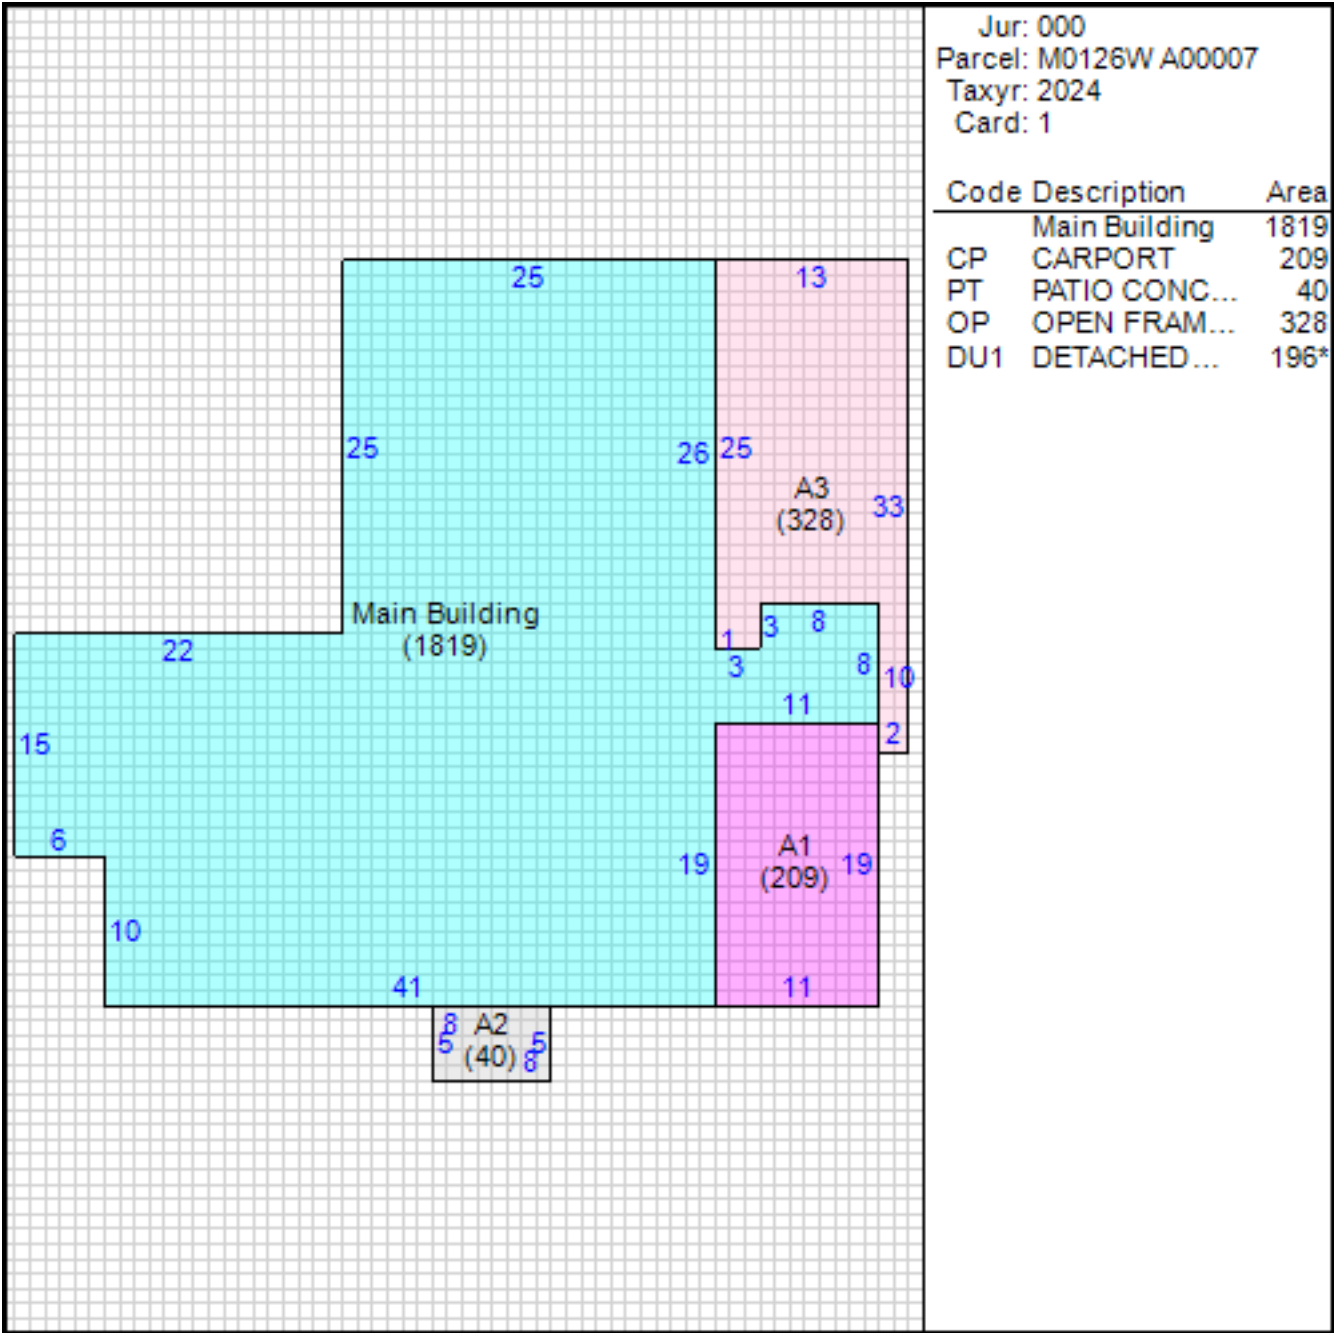 Jur: 000
Parcel: M0126W A00007
Taxyr: 2024
Card: 1
Code Description Area
Main Building 1819
CP CARPORT 209
PT PATIO CONC... 40
OP OPEN FRAM... 328
DU1 DETACHED... 196*
25 13
25 26 25
A3
33
(328)
Main Building
(1819)
22 1 3 8
3 8 10
11
15 2
6
19 A1 19
(209)
10
41 11
8 A2
5 5
(40) 8